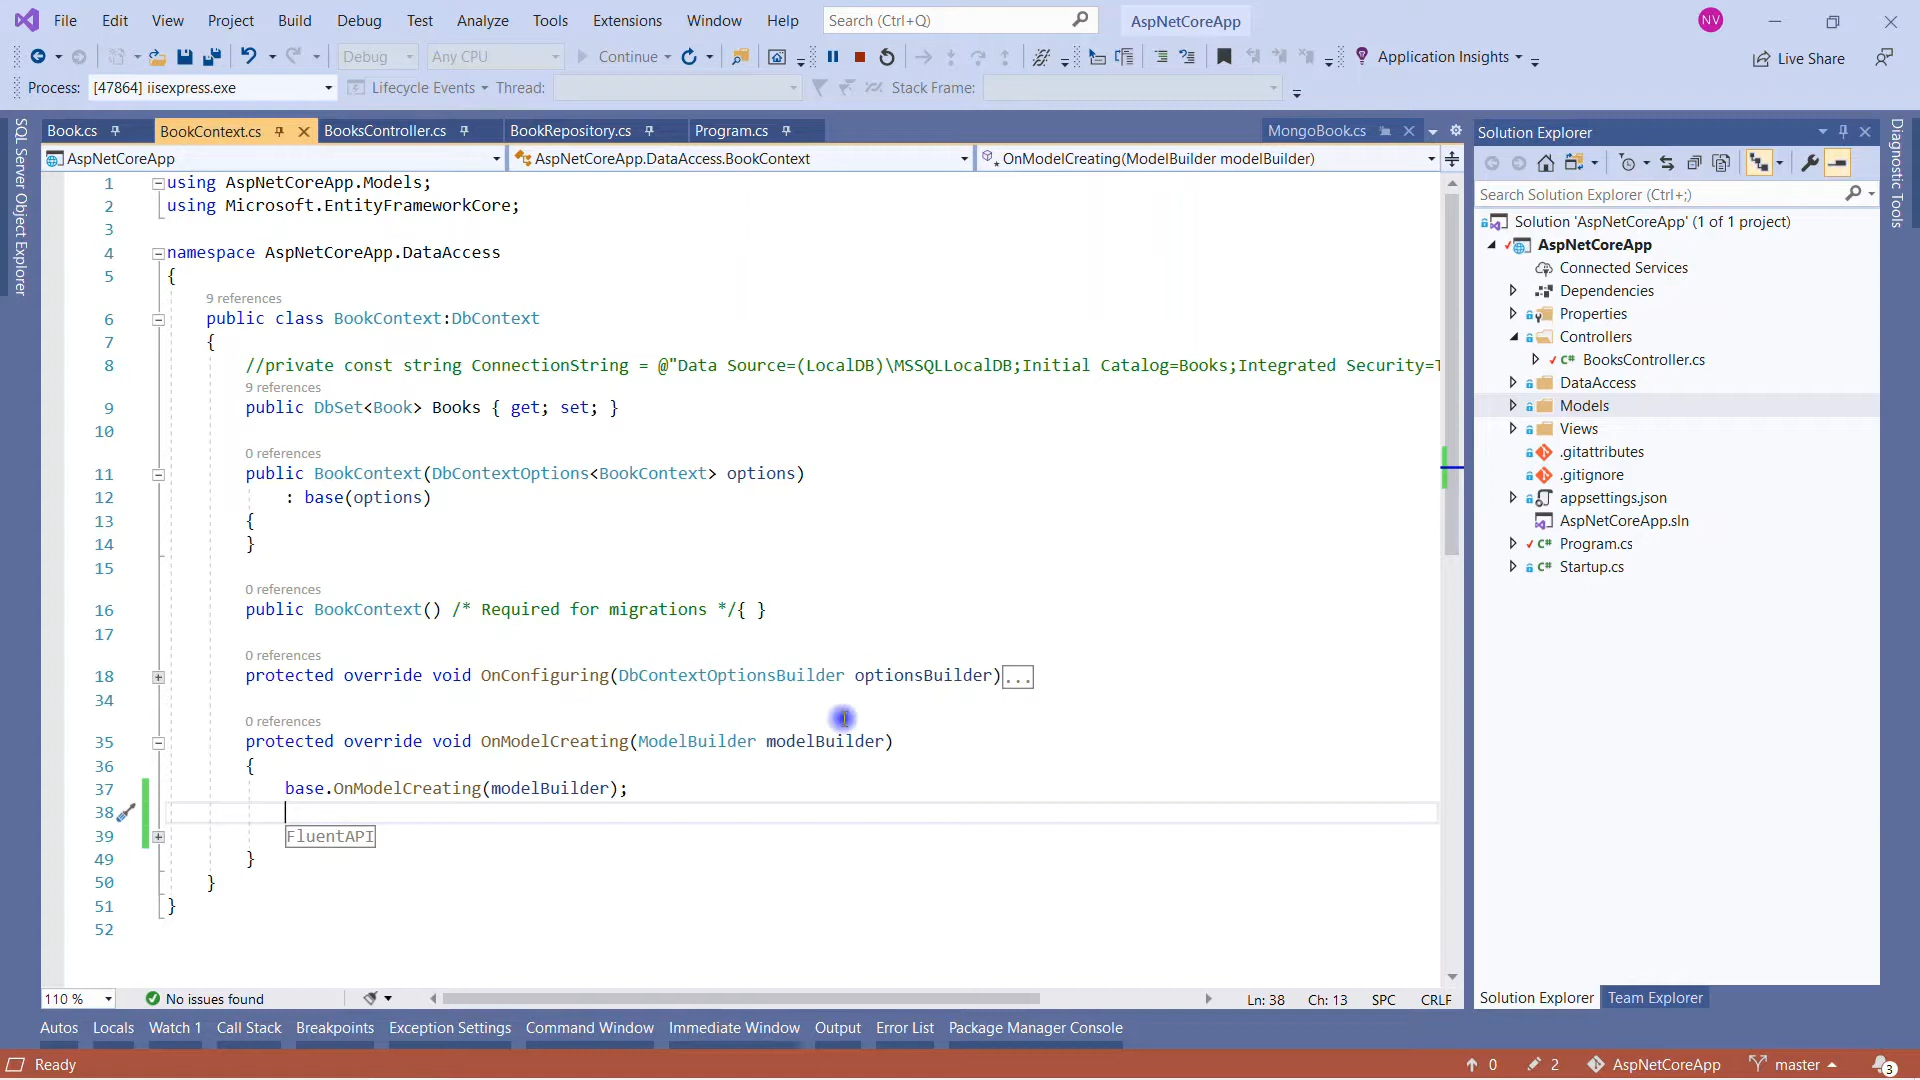 File Edit View Project Build Debug Test Analyze Tools Extensions Window Help Search (Ctrl+Q) AspNetCoreApp NV
Debug Any CPU Continue Application Insights Live Share
Process: [47864] iisexpress.exe Lifecycle Events Thread: Stack Frame:
SQL Server Object Explorer
Book.cs BookContext.cs BooksController.cs BookRepository.cs Program.cs MongoBook.cs
AspNetCoreApp AspNetCoreApp.DataAccess.BookContext OnModelCreating(ModelBuilder modelBuilder)
1 using AspNetCoreApp.Models;
2 using Microsoft.EntityFrameworkCore;
3
4 namespace AspNetCoreApp.DataAccess
5 {
9 references
6 public class BookContext:DbContext
7 {
8 //private const string ConnectionString = @"Data Source=(LocalDB)\MSSQLLocalDB;Initial Catalog=Books;Integrated Security=T
9 references
9 public DbSet<Book> Books { get; set; }
10
0 references
11 public BookContext(DbContextOptions<BookContext> options)
12 : base(options)
13 {
14 }
15
0 references
16 public BookContext() /* Required for migrations */{ }
17
0 references
18 protected override void OnConfiguring(DbContextOptionsBuilder optionsBuilder)...
34
0 references
35 protected override void OnModelCreating(ModelBuilder modelBuilder)
36 {
37 base.OnModelCreating(modelBuilder);
38
39 FluentAPI
49 }
50 }
51 }
52
110 % No issues found Ln: 38 Ch: 13 SPC CRLF
Solution Explorer
Search Solution Explorer (Ctrl+;)
Solution 'AspNetCoreApp' (1 of 1 project)
AspNetCoreApp
Connected Services
Dependencies
Properties
Controllers
C# BooksController.cs
DataAccess
Models
Views
.gitattributes
.gitignore
appsettings.json
AspNetCoreApp.sln
C# Program.cs
C# Startup.cs
Solution Explorer Team Explorer
Diagnostic Tools
Autos Locals Watch 1 Call Stack Breakpoints Exception Settings Command Window Immediate Window Output Error List Package Manager Console
Ready 0 2 AspNetCoreApp master 3